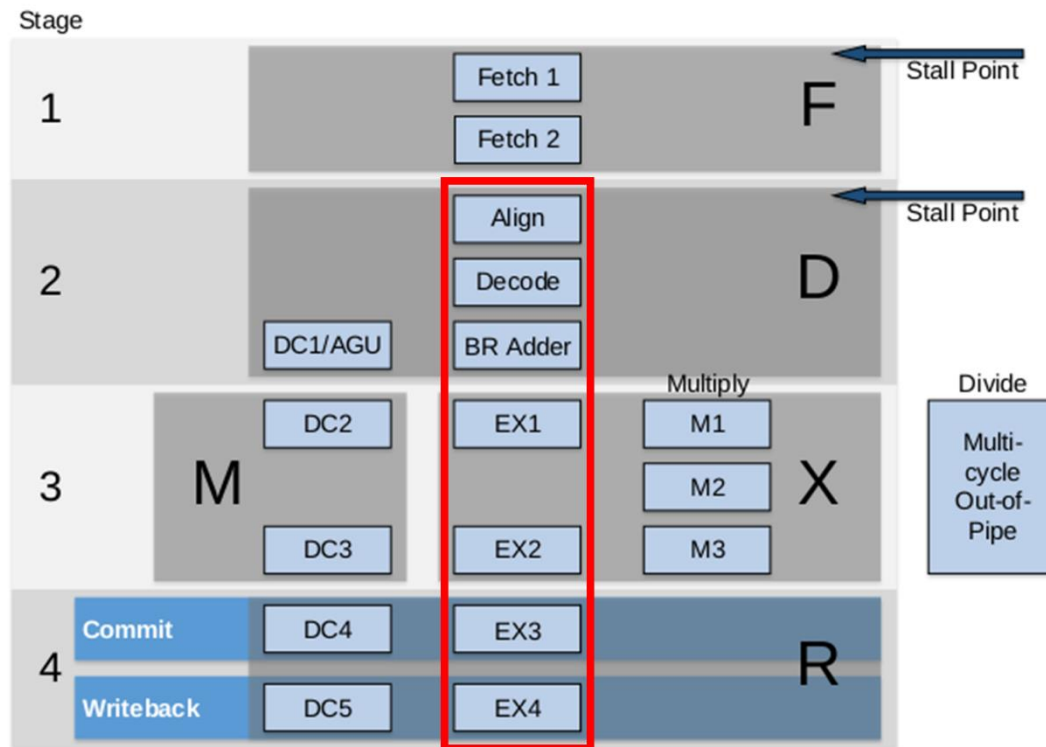 Stage
1
Fetch 1
Fetch 2
F
Stall Point
2
Align
Decode
DC1/AGU
BR Adder
D
Stall Point
3
M
DC2
DC3
EX1
EX2
Multiply
M1
M2
M3
X
Divide
Multi-
cycle
Out-of-
Pipe
4
Commit
DC4
EX3
R
Writeback
DC5
EX4